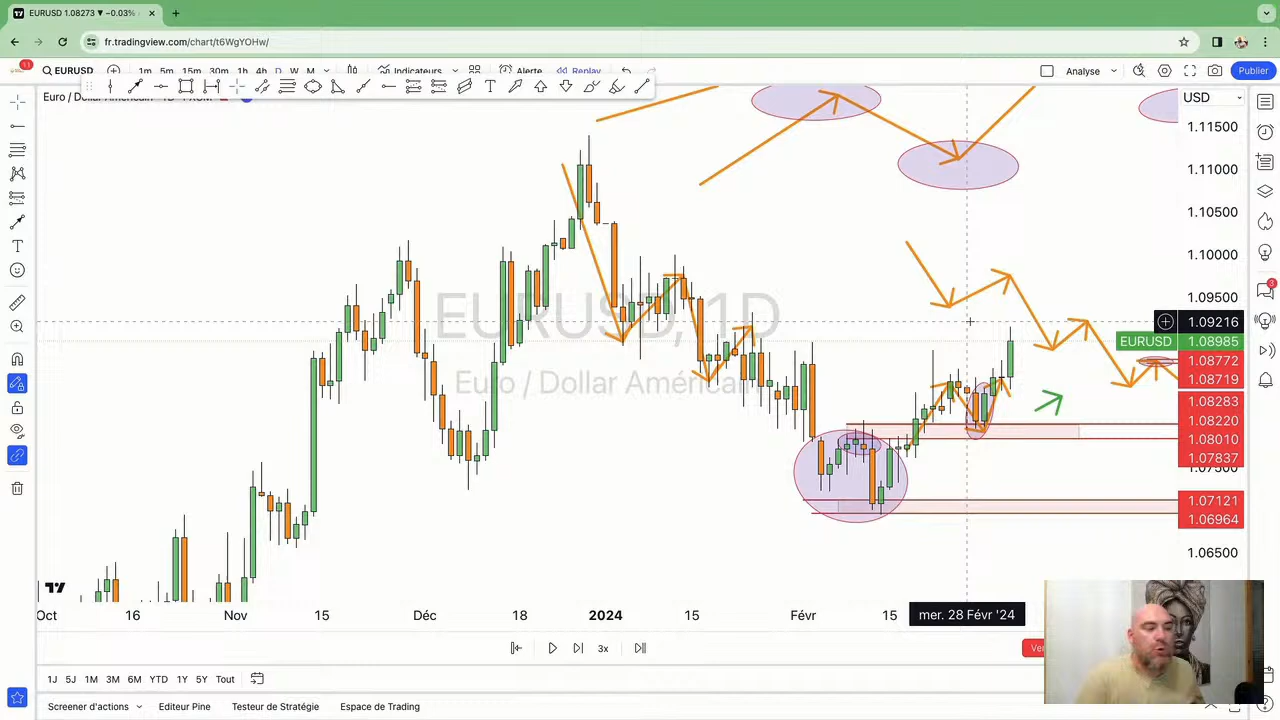 EURUSD 1.08273 ▼ −0.03%
fr.tradingview.com/chart/t6WgYOHw/
11
EURUSD 1m 5m 15m 30m 1h 4h D W M Indicateurs Alerte Replay Analyse Publier
Euro / Dollar Américain
USD
1.11500
1.11000
1.10500
1.10000
1.09500
1.09216
EURUSD 1.08985
1.08772
1.08719
1.08283
1.08220
1.08010
1.07837
1.07500
1.07121
1.06964
1.06500
3
EURUSD, 1D
Euro / Dollar Américain
Oct 16 Nov 15 Déc 18 2024 15 Févr 15 mer. 28 Févr '24
3x
1J 5J 1M 3M 6M YTD 1Y 5Y Tout
Screener d'actions Editeur Pine Testeur de Stratégie Espace de Trading